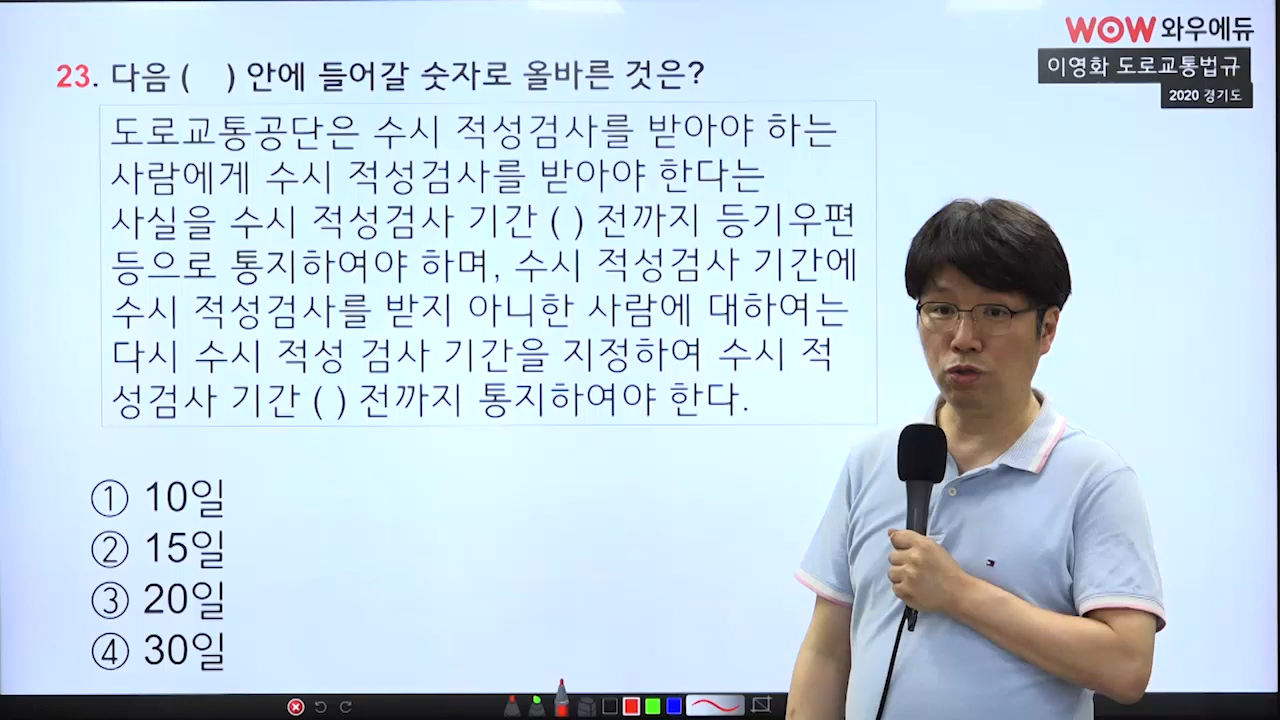 WOW 와우에듀
이영화 도로교통법규
2020 경기도
23. 다음 ( ) 안에 들어갈 숫자로 올바른 것은?
도로교통공단은 수시 적성검사를 받아야 하는
사람에게 수시 적성검사를 받아야 한다는
사실을 수시 적성검사 기간 ( ) 전까지 등기우편
등으로 통지하여야 하며, 수시 적성검사 기간에
수시 적성검사를 받지 아니한 사람에 대하여는
다시 수시 적성 검사 기간을 지정하여 수시 적
성검사 기간 ( ) 전까지 통지하여야 한다.
① 10일
② 15일
③ 20일
④ 30일